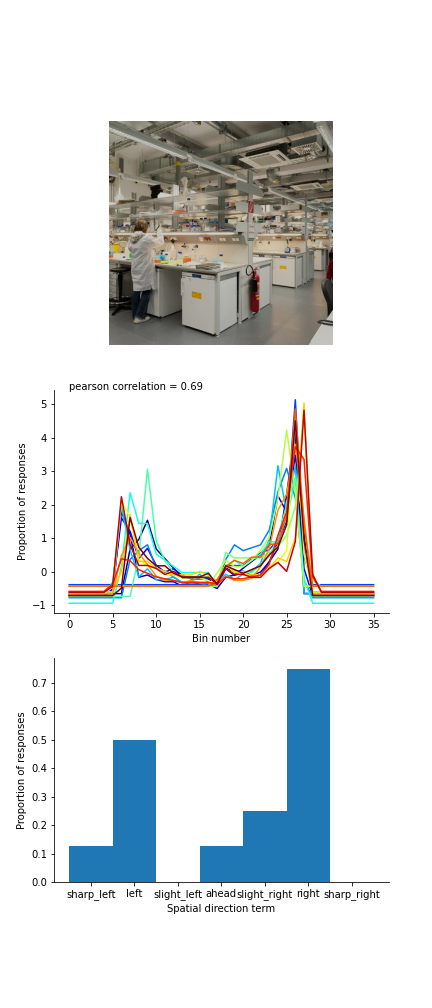 pearson correlation = 0.69
Proportion of responses
5
4
3
2
1
0
−1
0 5 10 15 20 25 30 35
Bin number
Proportion of responses
0.7
0.6
0.5
0.4
0.3
0.2
0.1
0.0
sharp_left left slight_left ahead slight_right right sharp_right
Spatial direction term